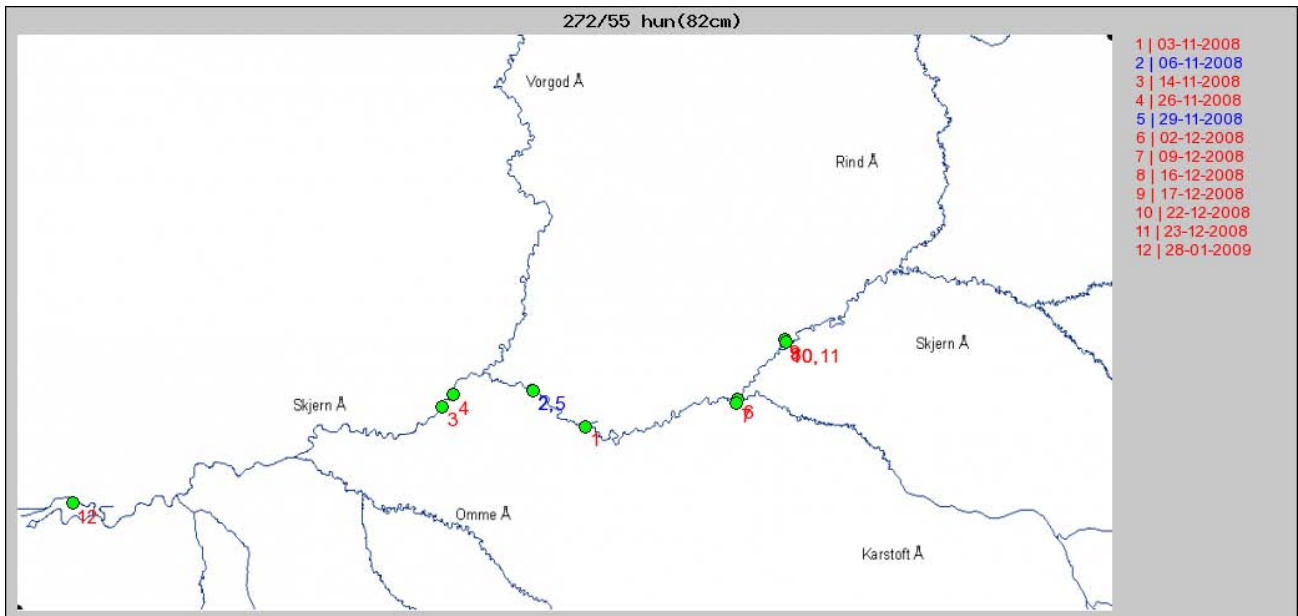 272/55 hun(82cm)
1 | 03-11-2008
2 | 06-11-2008
3 | 14-11-2008
4 | 26-11-2008
5 | 29-11-2008
6 | 02-12-2008
7 | 09-12-2008
8 | 16-12-2008
9 | 17-12-2008
10 | 22-12-2008
11 | 23-12-2008
12 | 28-01-2009
Vorgod Å
Rind Å
Skjern Å
10,11
Skjern Å
4
2,5
3
6
7
1
12
Omme Å
Karstoft Å